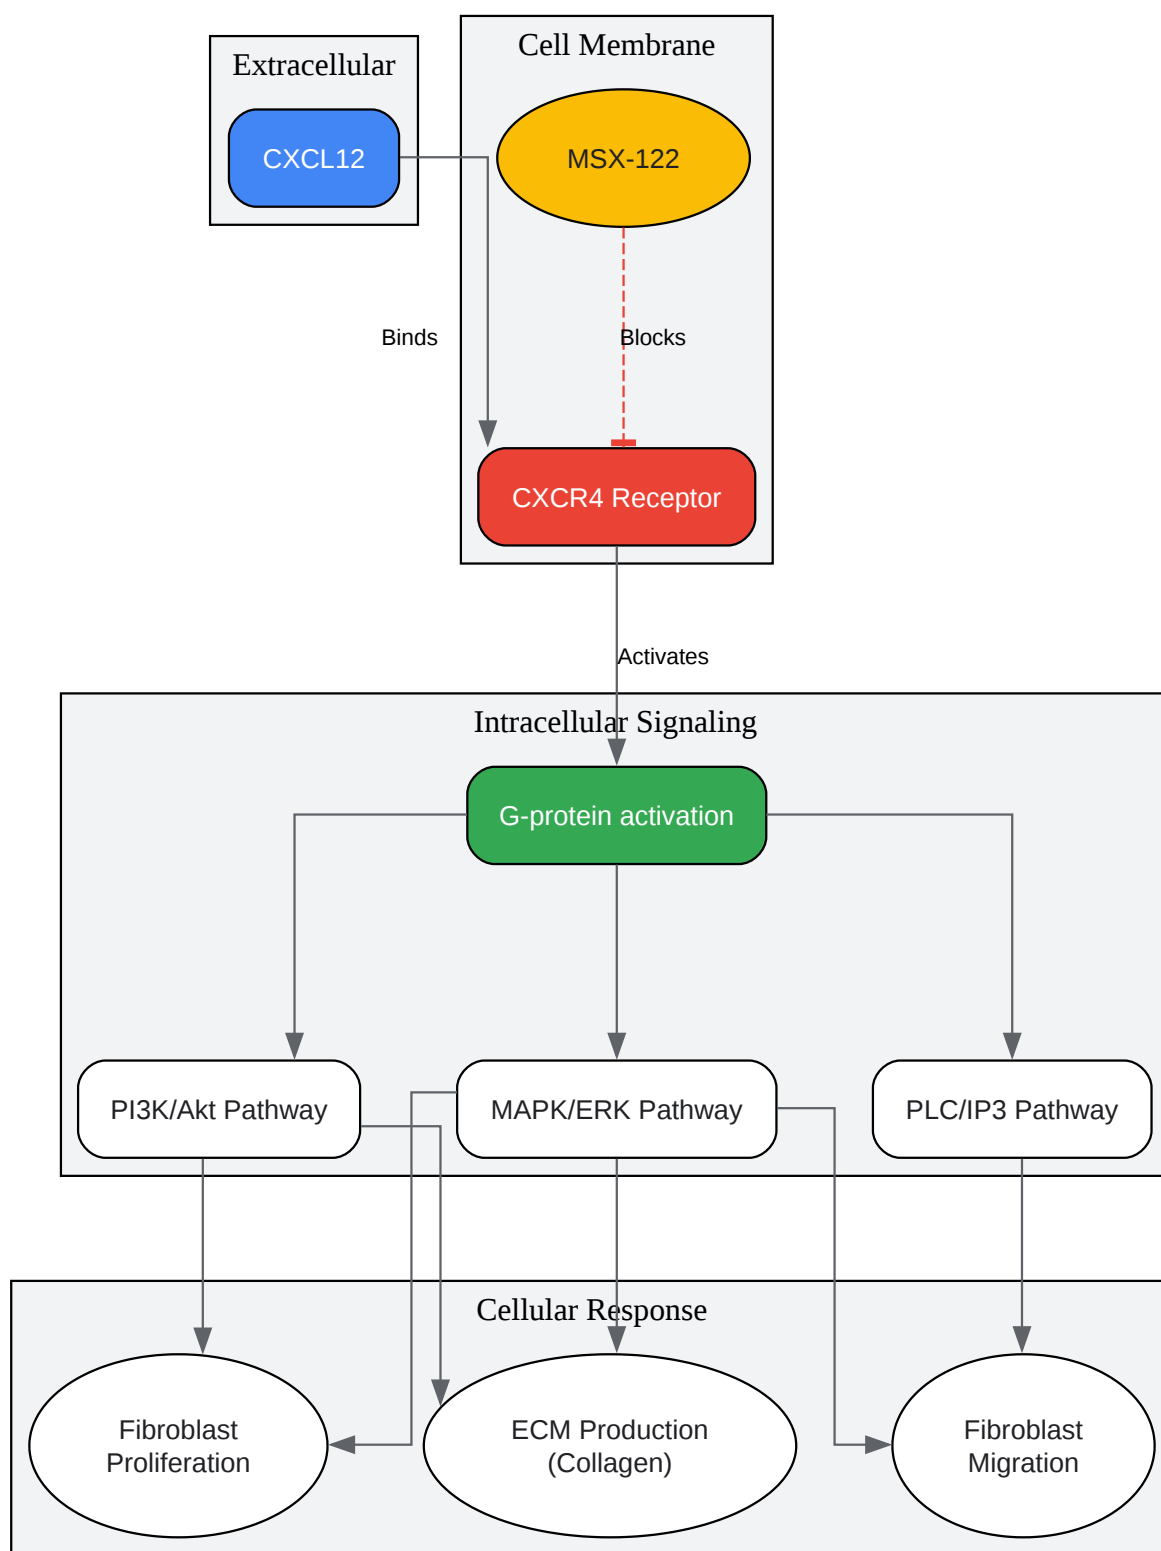 Extracellular
Cell Membrane
CXCL12
MSX-122
Binds
Blocks
CXCR4 Receptor
Activates
Intracellular Signaling
G-protein activation
PI3K/Akt Pathway
MAPK/ERK Pathway
PLC/IP3 Pathway
Cellular Response
Fibroblast
Proliferation
ECM Production
(Collagen)
Fibroblast
Migration